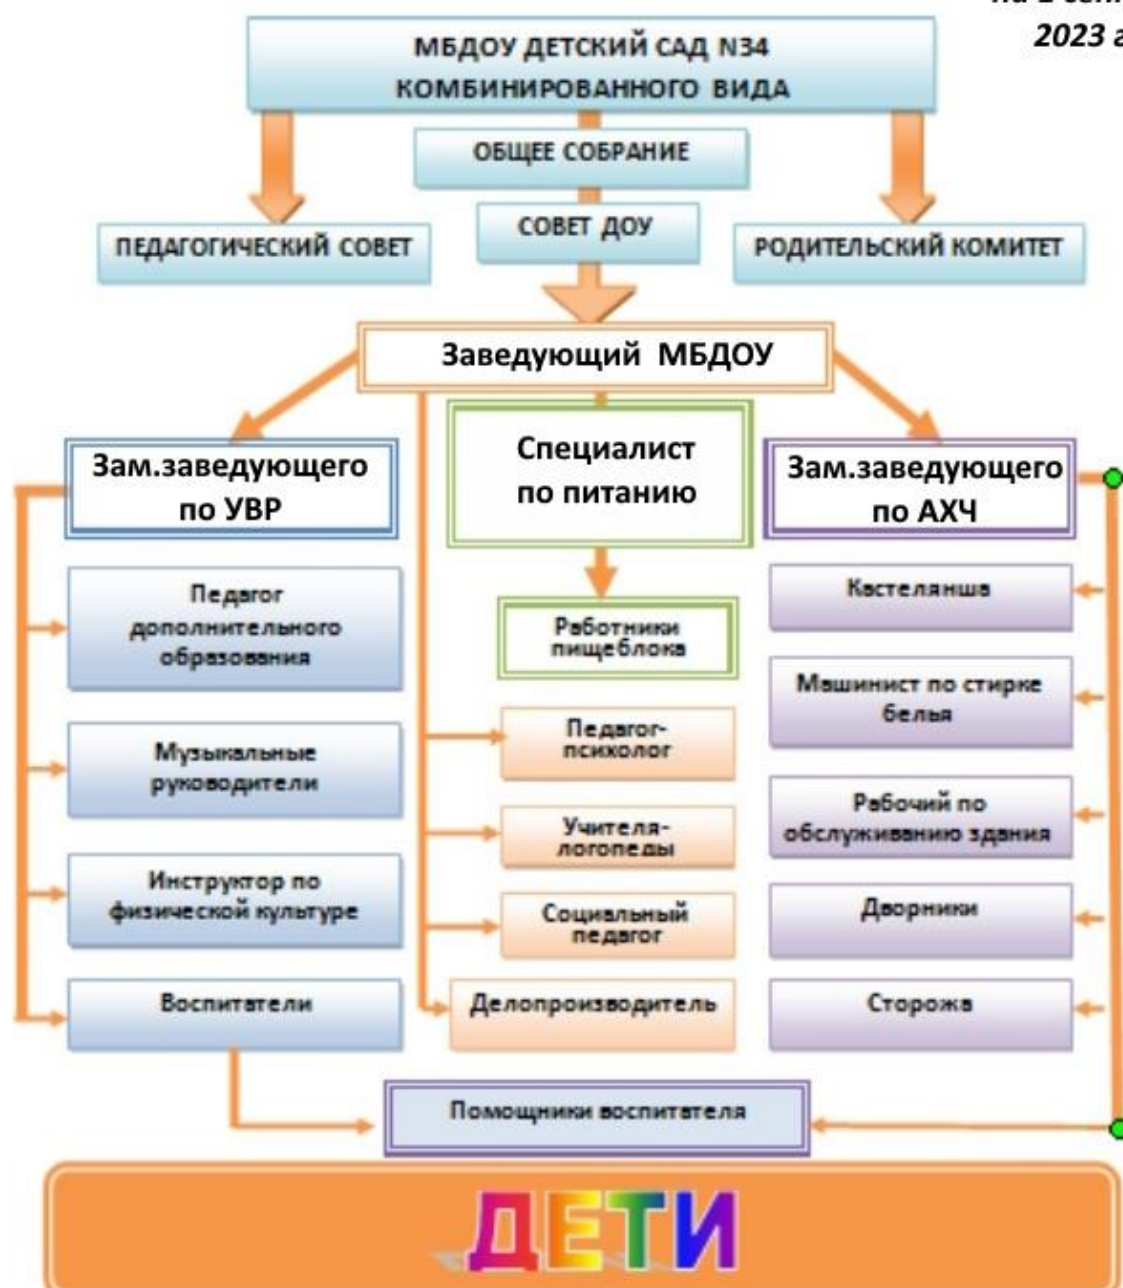 2023 г
МБДОУ ДЕТСКИЙ САД N34
КОМБИНИРОВАННОГО ВИДА
ОБЩЕЕ СОБРАНИЕ
ПЕДАГОГИЧЕСКИЙ СОВЕТ
СОВЕТ ДОУ
РОДИТЕЛЬСКИЙ КОМИТЕТ
Заведующий МБДОУ
Зам.заведующего
по УВР
Специалист
по питанию
Зам.заведующего
по АХЧ
Педагог
дополнительного
образования
Музыкальные
руководители
Инструктор по
физической культуре
Воспитатели
Работники
пищеблока
Педагог-
психолог
Учителя-
логопеды
Социальный
педагог
Делопроизводитель
Кастелянша
Машинист по стирке
белья
Рабочий по
обслуживанию здания
Дворники
Сторожа
Помощники воспитателя
ДЕТИ